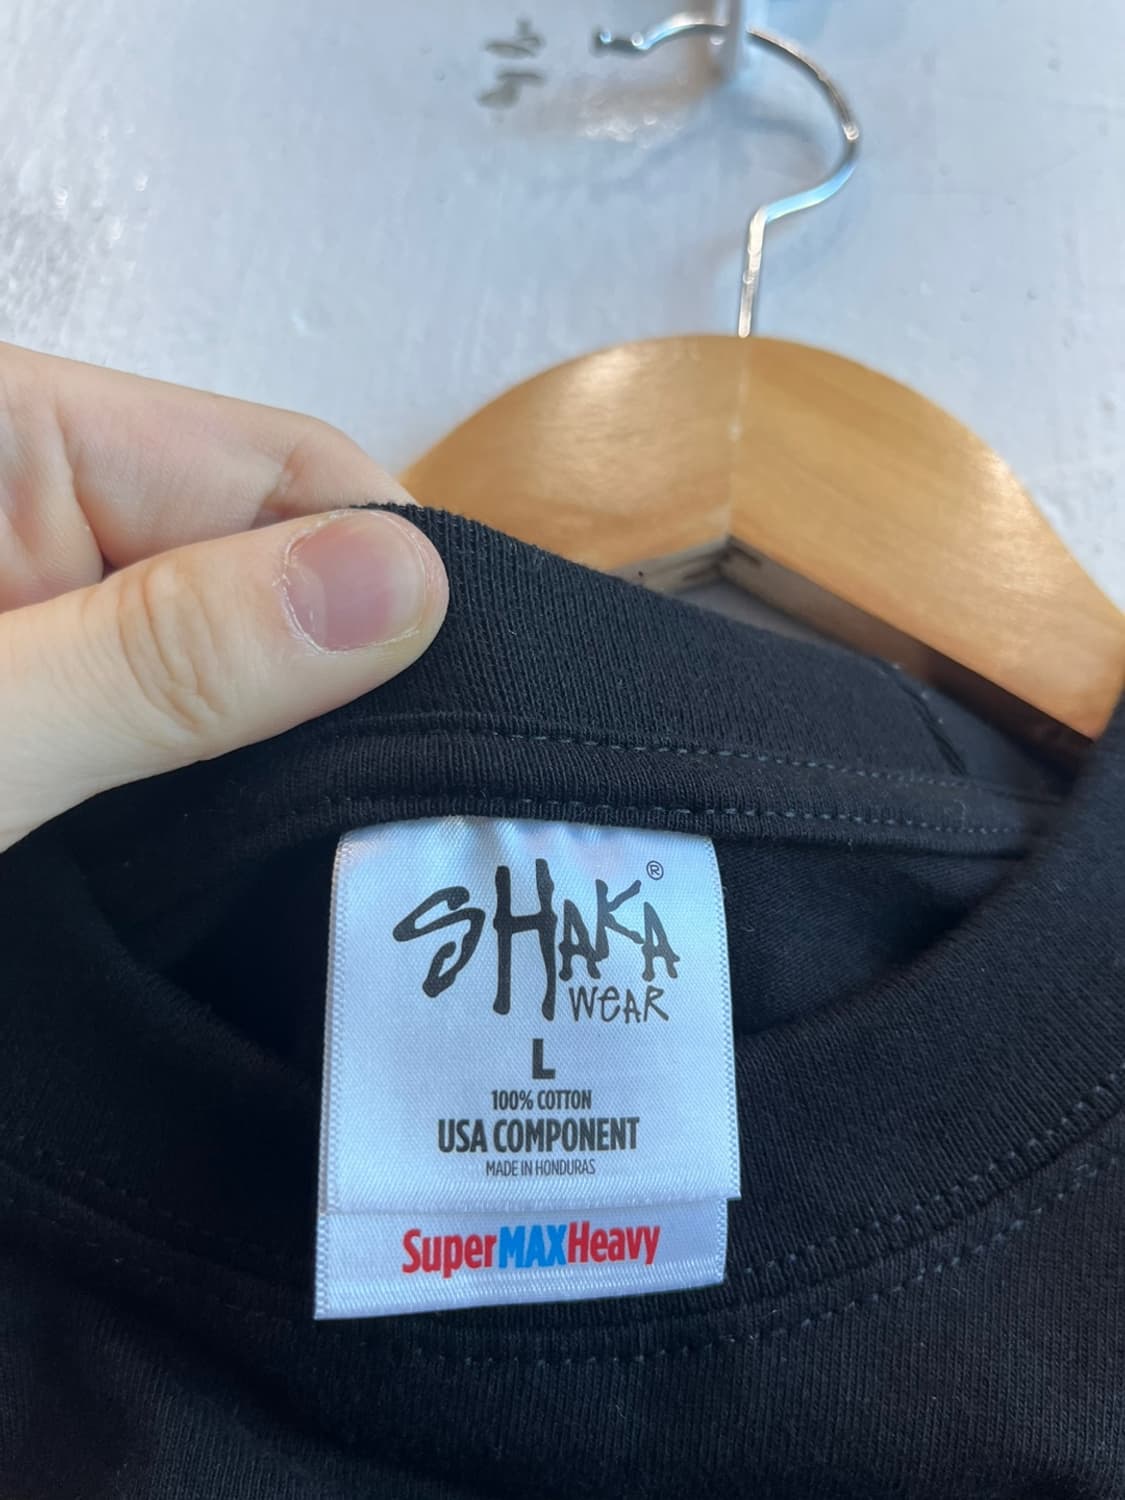 SHAKA®
WEAR
L
100% COTTON
USA COMPONENT
MADE IN HONDURAS
SuperMAXHeavy